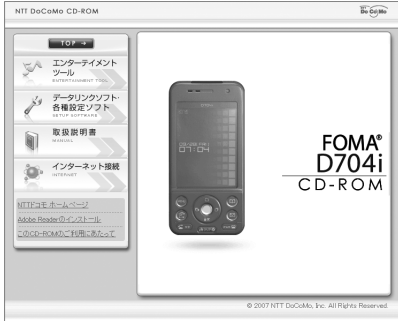 NTT DoCoMo CD-ROM
DoCoMo
TOP →
エンターテイメント
ツール
ENTERTAINMENT TOOL
データリンクソフト・
各種設定ソフト
SETUP SOFTWARE
取扱説明書
MANUAL
インターネット接続
INTERNET
NTTドコモ ホームページ
Adobe Readerのインストール
このCD-ROMのご利用にあたって
07:04
FOMA®
D704i
CD-ROM
© 2007 NTT DoCoMo, Inc. All Rights Reserved.